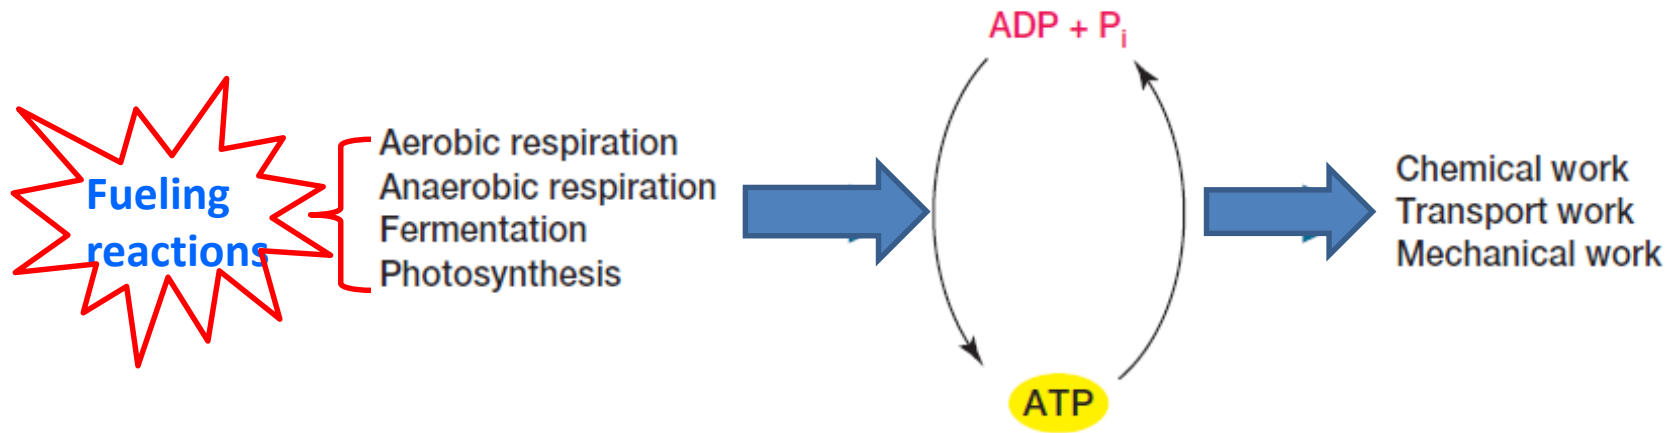 Fueling
reactions
Aerobic respiration
Anaerobic respiration
Fermentation
Photosynthesis
ADP + Pi
ATP
Chemical work
Transport work
Mechanical work